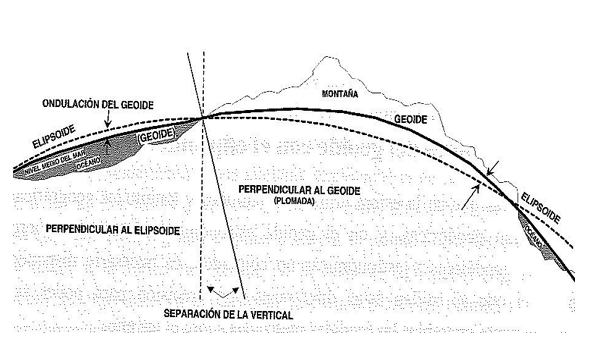 MONTAÑA
ONDULACIÓN DEL GEOIDE
ELIPSOIDE
(GEOIDE)
GEOIDE
NIVEL MEDIO DEL MAR
OCÉANO
PERPENDICULAR AL GEOIDE
(PLOMADA)
ELIPSOIDE
PERPENDICULAR AL ELIPSOIDE
OCÉANO
SEPARACIÓN DE LA VERTICAL